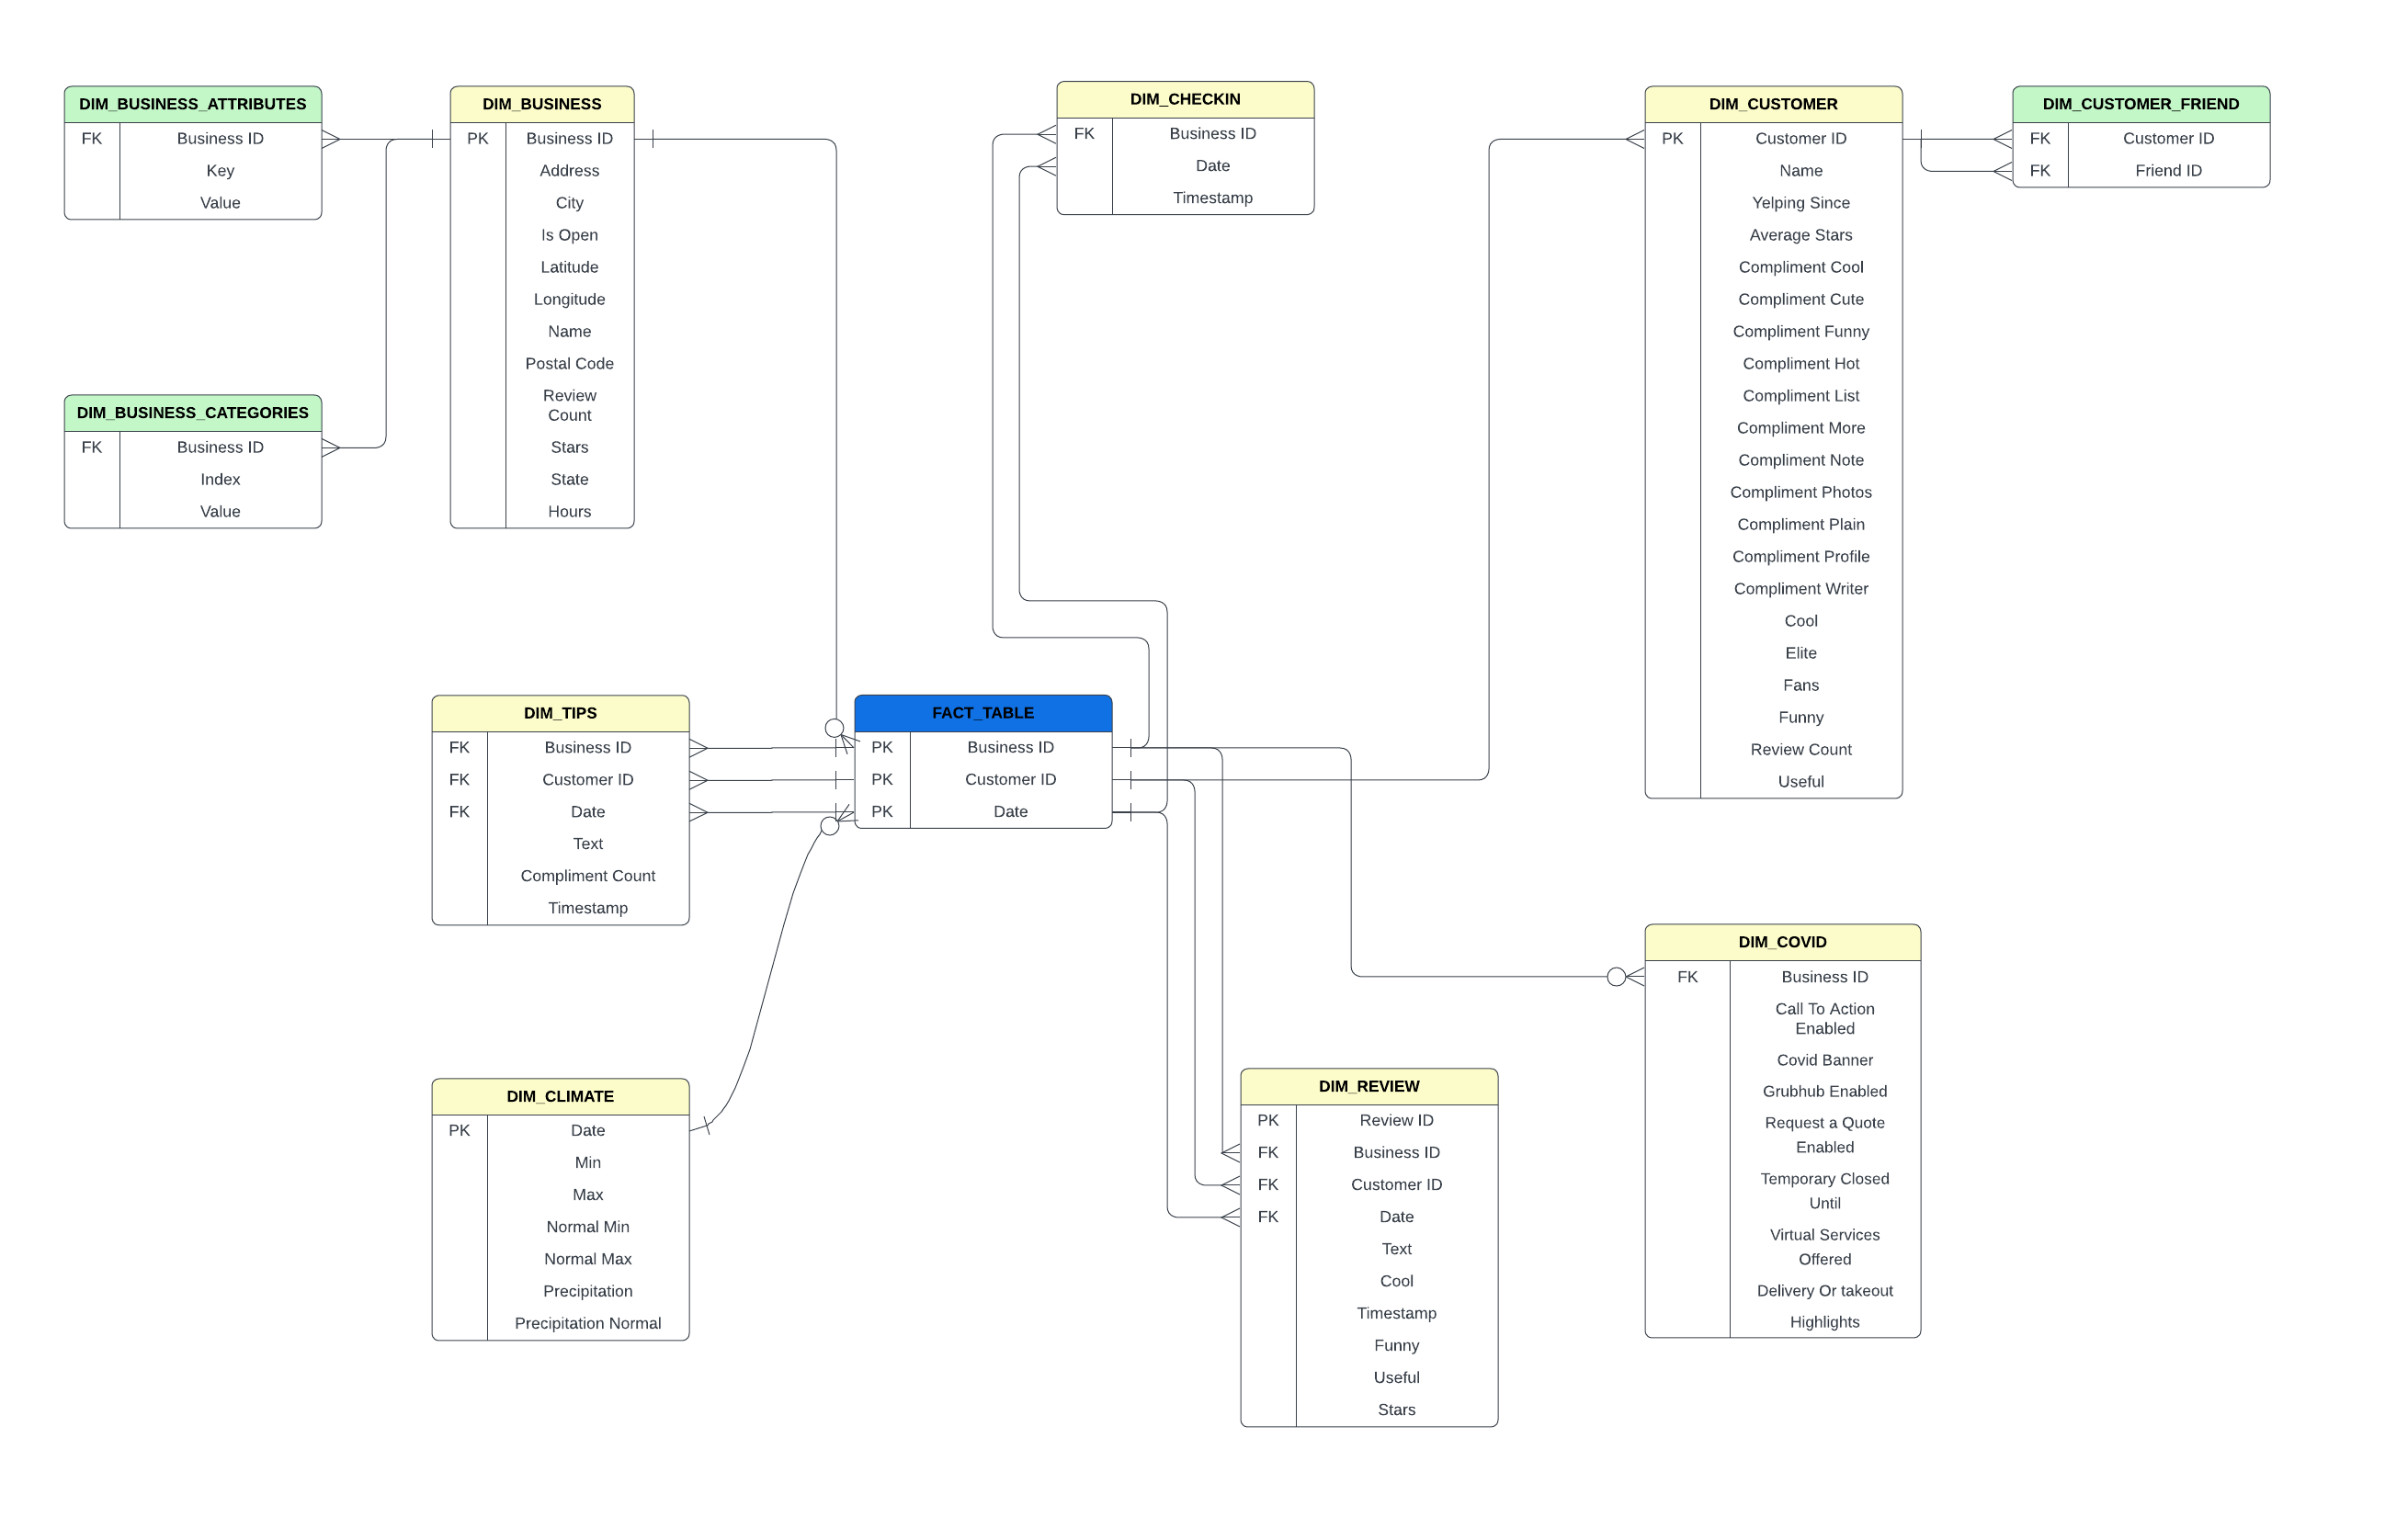 DIM_BUSINESS_ATTRIBUTES
FK Business ID
Key
Value
DIM_BUSINESS
PK Business ID
Address
City
Is Open
Latitude
Longitude
Name
Postal Code
Review
Count
Stars
State
Hours
DIM_CHECKIN
FK Business ID
Date
Timestamp
DIM_CUSTOMER
PK Customer ID
Name
Yelping Since
Average Stars
Compliment Cool
Compliment Cute
Compliment Funny
Compliment Hot
Compliment List
Compliment More
Compliment Note
Compliment Photos
Compliment Plain
Compliment Profile
Compliment Writer
Cool
Elite
Fans
Funny
Review Count
Useful
DIM_CUSTOMER_FRIEND
FK Customer ID
FK Friend ID
DIM_BUSINESS_CATEGORIES
FK Business ID
Index
Value
DIM_TIPS
FK Business ID
FK Customer ID
FK Date
Text
Compliment Count
Timestamp
FACT_TABLE
PK Business ID
PK Customer ID
PK Date
DIM_CLIMATE
PK Date
Min
Max
Normal Min
Normal Max
Precipitation
Precipitation Normal
DIM_REVIEW
PK Review ID
FK Business ID
FK Customer ID
FK Date
Text
Cool
Timestamp
Funny
Useful
Stars
DIM_COVID
FK Business ID
Call To Action
Enabled
Covid Banner
Grubhub Enabled
Request a Quote
Enabled
Temporary Closed
Until
Virtual Services
Offered
Delivery Or takeout
Highlights